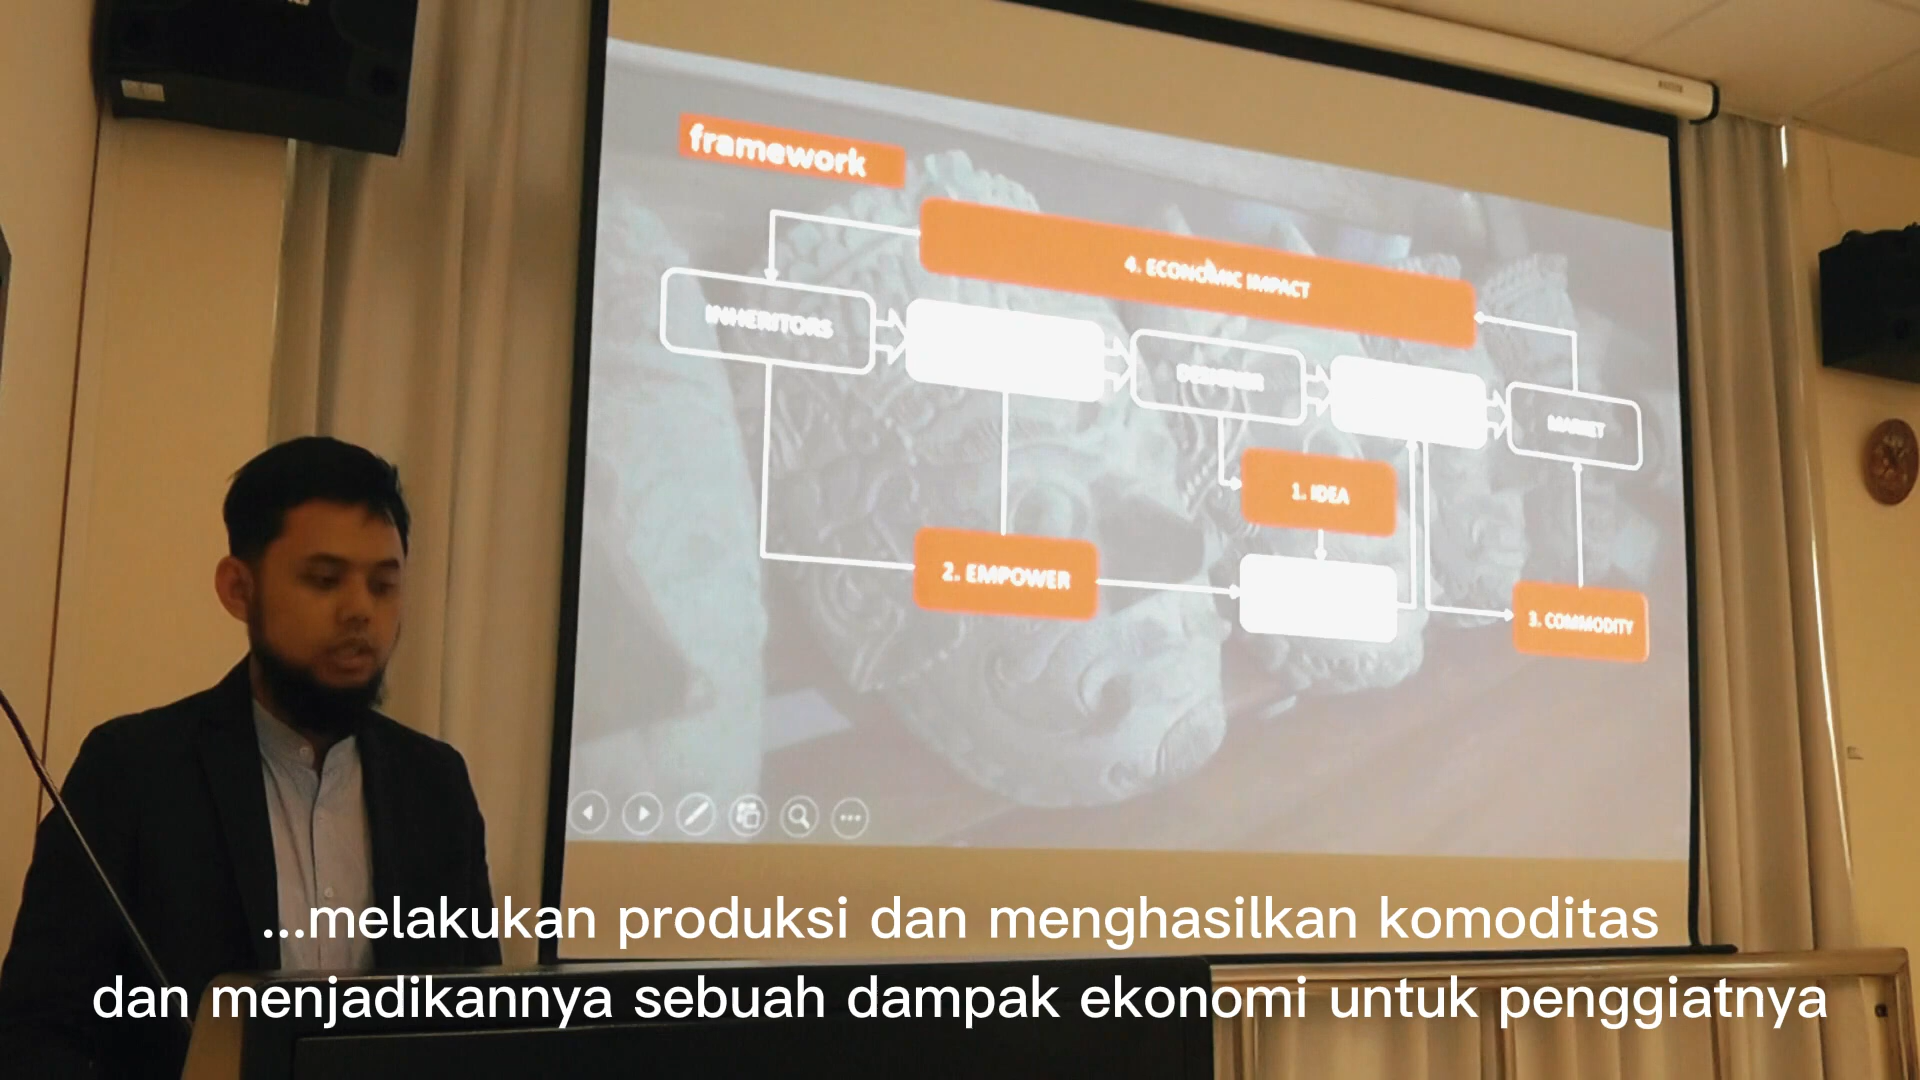 framework
4. ECONOMIC IMPACT
INHERITORS
DESIGNER
MARKET
1. IDEA
2. EMPOWER
3. COMMODITY
...melakukan produksi dan menghasilkan komoditas
dan menjadikannya sebuah dampak ekonomi untuk penggiatnya